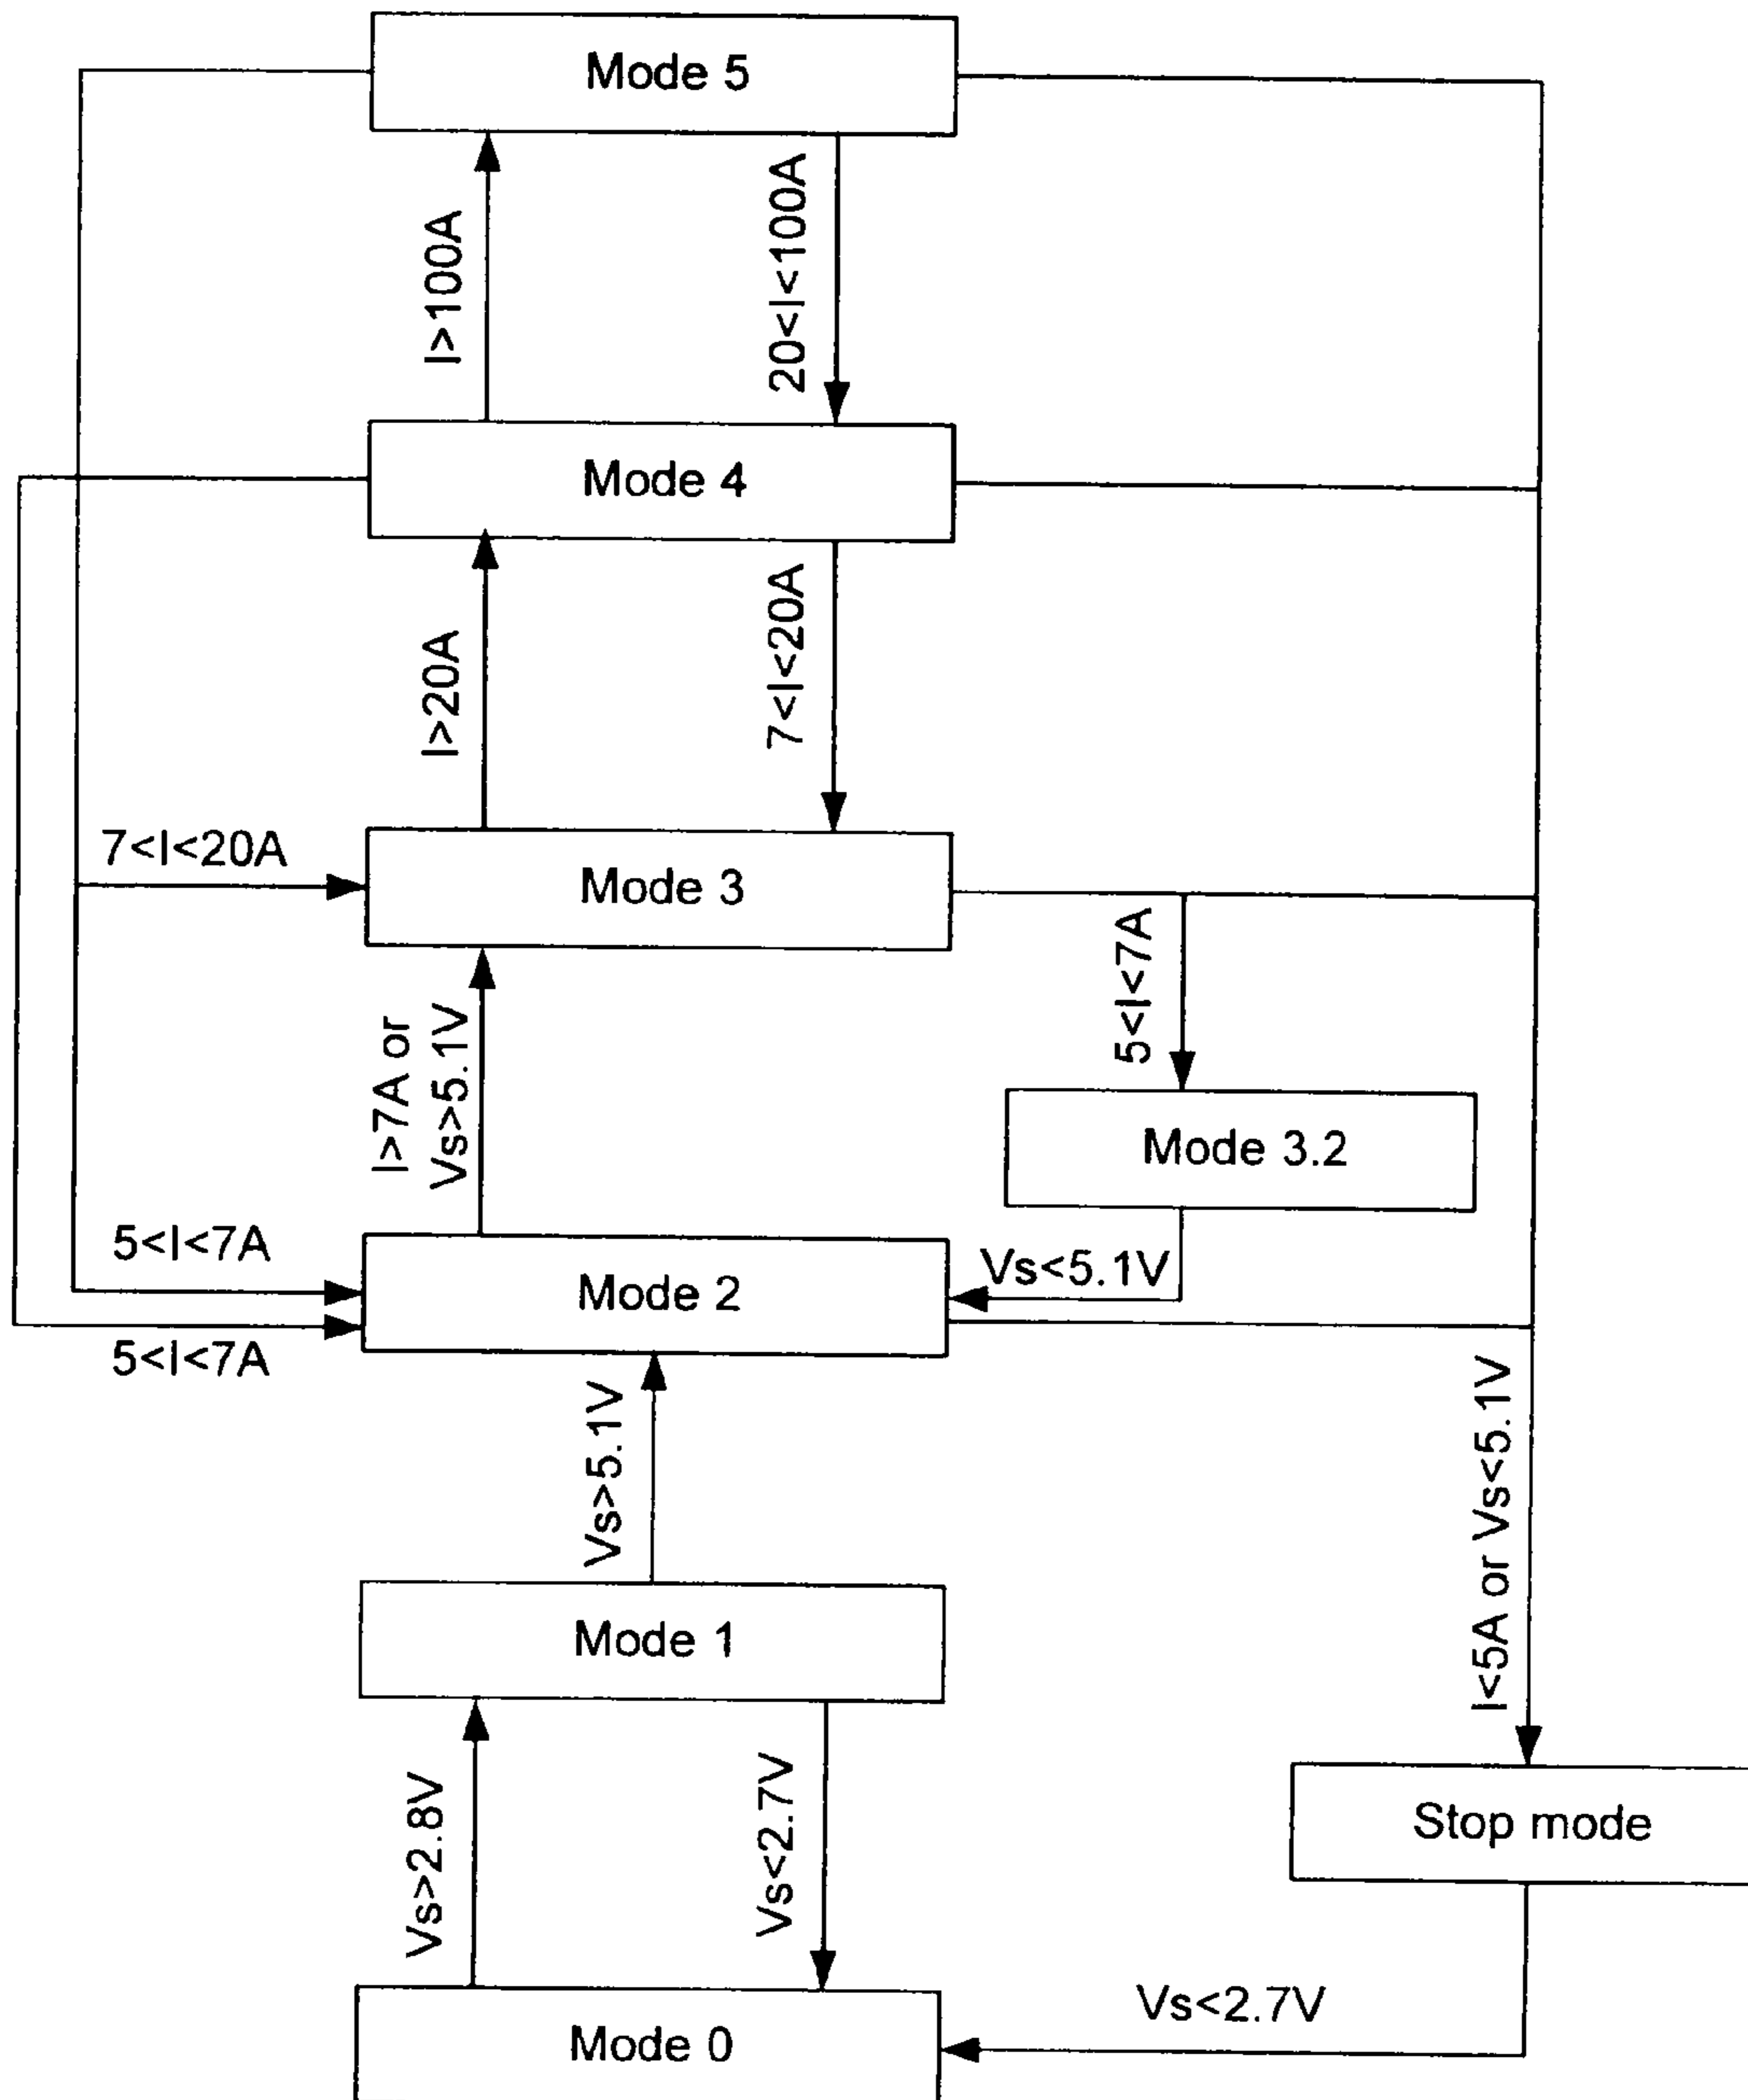 Mode 5
I>100A
20<I<100A
Mode 4
I>20A
7<I<20A
7<I<20A
Mode 3
5<I<7A
I>7A or
Vs>5.1V
Mode 3.2
5<I<7A
Mode 2
Vs<5.1V
5<I<7A
Vs>5.1V
I<5A or Vs<5.1V
Mode 1
Vs>2.8V
Vs<2.7V
Stop mode
Vs<2.7V
Mode 0